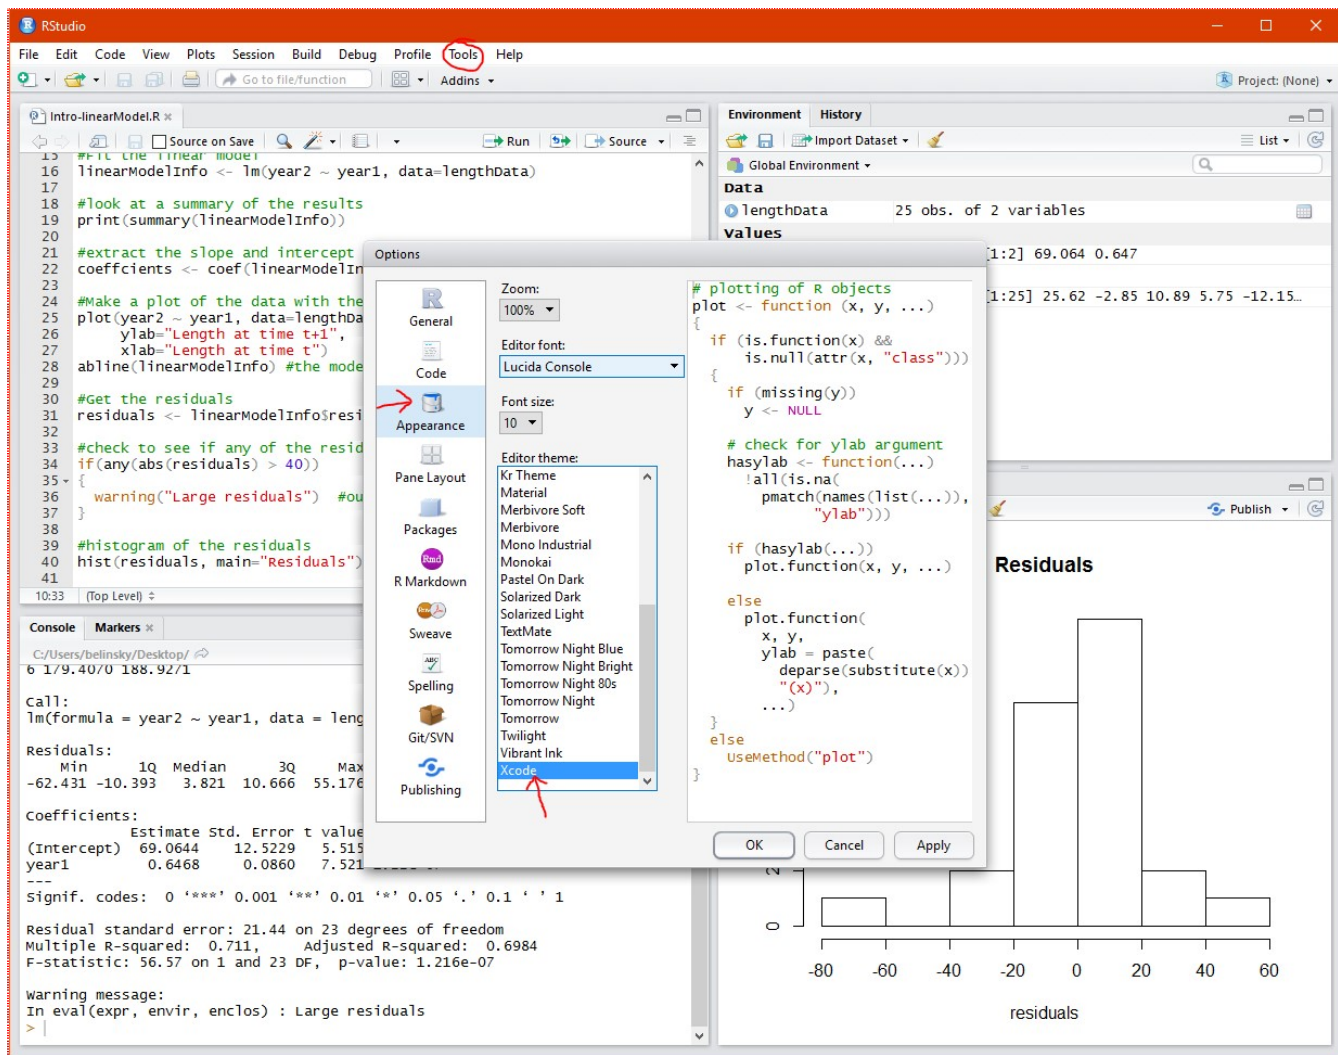 RStudio
File Edit Code View Plots Session Build Debug Profile Tools Help
Go to file/function Addins Project: (None)
Intro-linearModel.R
Source on Save Run Source
15 #Fit the linear model
16 linearModelInfo <- lm(year2 ~ year1, data=lengthData)
17
18 #look at a summary of the results
19 print(summary(linearModelInfo))
20
21 #extract the slope and intercept
22 coeffcients <- coef(linearModelIn
23
24 #Make a plot of the data with the
25 plot(year2 ~ year1, data=lengthDa
26 ylab="Length at time t+1",
27 xlab="Length at time t")
28 abline(linearModelInfo) #the mode
29
30 #Get the residuals
31 residuals <- linearModelInfo$resi
32
33 #check to see if any of the resid
34 if(any(abs(residuals) > 40))
35 {
36 warning("Large residuals") #ou
37 }
38
39 #histogram of the residuals
40 hist(residuals, main="Residuals")
41
10:33 (Top Level)
Console Markers
C:/Users/belinsky/Desktop/
6 179.4070 188.9271
Call:
lm(formula = year2 ~ year1, data = leng
Residuals:
Min 1Q Median 3Q Max
-62.431 -10.393 3.821 10.666 55.176
Coefficients:
Estimate Std. Error t value
(Intercept) 69.0644 12.5229 5.515
year1 0.6468 0.0860 7.521
---
Signif. codes: 0 ‘***’ 0.001 ‘**’ 0.01 ‘*’ 0.05 ‘.’ 0.1 ‘ ’ 1
Residual standard error: 21.44 on 23 degrees of freedom
Multiple R-squared: 0.711, Adjusted R-squared: 0.6984
F-statistic: 56.57 on 1 and 23 DF, p-value: 1.216e-07
Warning message:
In eval(expr, envir, enclos) : Large residuals
>
Options
General
Code
Appearance
Pane Layout
Packages
Rmd
R Markdown
Sweave
ABC
Spelling
Git/SVN
Publishing
Zoom:
100%
Editor font:
Lucida Console
Font size:
10
Editor theme:
Kr Theme
Material
Merbivore Soft
Merbivore
Mono Industrial
Monokai
Pastel On Dark
Solarized Dark
Solarized Light
TextMate
Tomorrow Night Blue
Tomorrow Night Bright
Tomorrow Night 80s
Tomorrow Night
Tomorrow
Twilight
Vibrant Ink
Xcode
# plotting of R objects
plot <- function (x, y, ...)
{
if (is.function(x) &&
is.null(attr(x, "class")))
{
if (missing(y))
y <- NULL
# check for ylab argument
hasylab <- function(...)
!all(is.na(
pmatch(names(list(...)),
"ylab")))
if (hasylab(...))
plot.function(x, y, ...)
else
plot.function(
x, y,
ylab = paste(
deparse(substitute(x))
"(x)"),
...)
}
else
UseMethod("plot")
}
OK Cancel Apply
Environment History
Import Dataset List
Global Environment
Data
lengthData 25 obs. of 2 variables
Values
[1:2] 69.064 0.647
[1:25] 25.62 -2.85 10.89 5.75 -12.15…
Publish
Residuals
2
0
-80 -60 -40 -20 0 20 40 60
residuals